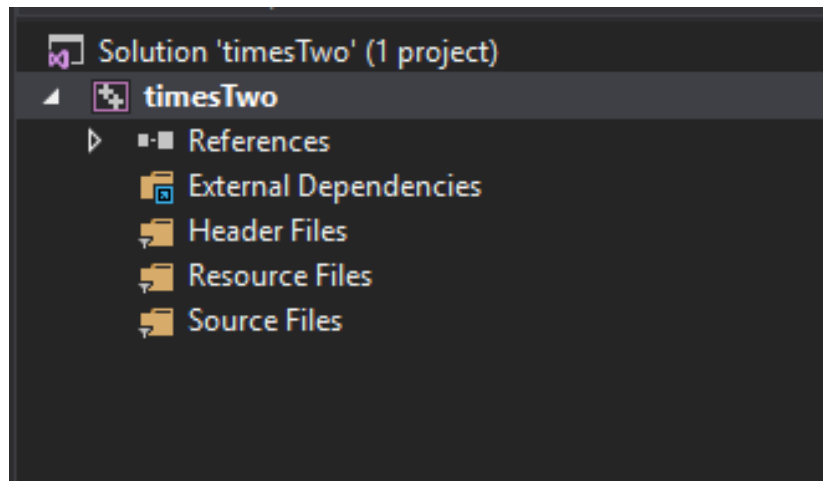 Solution 'timesTwo' (1 project)
timesTwo
References
External Dependencies
Header Files
Resource Files
Source Files